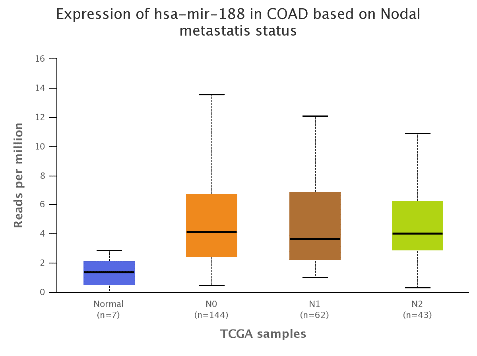 Expression of hsa-mir-188 in COAD based on Nodal
metastatis status
Reads per million
16
14
12
10
8
6
4
2
0
Normal
(n=7)
N0
(n=144)
N1
(n=62)
N2
(n=43)
TCGA samples